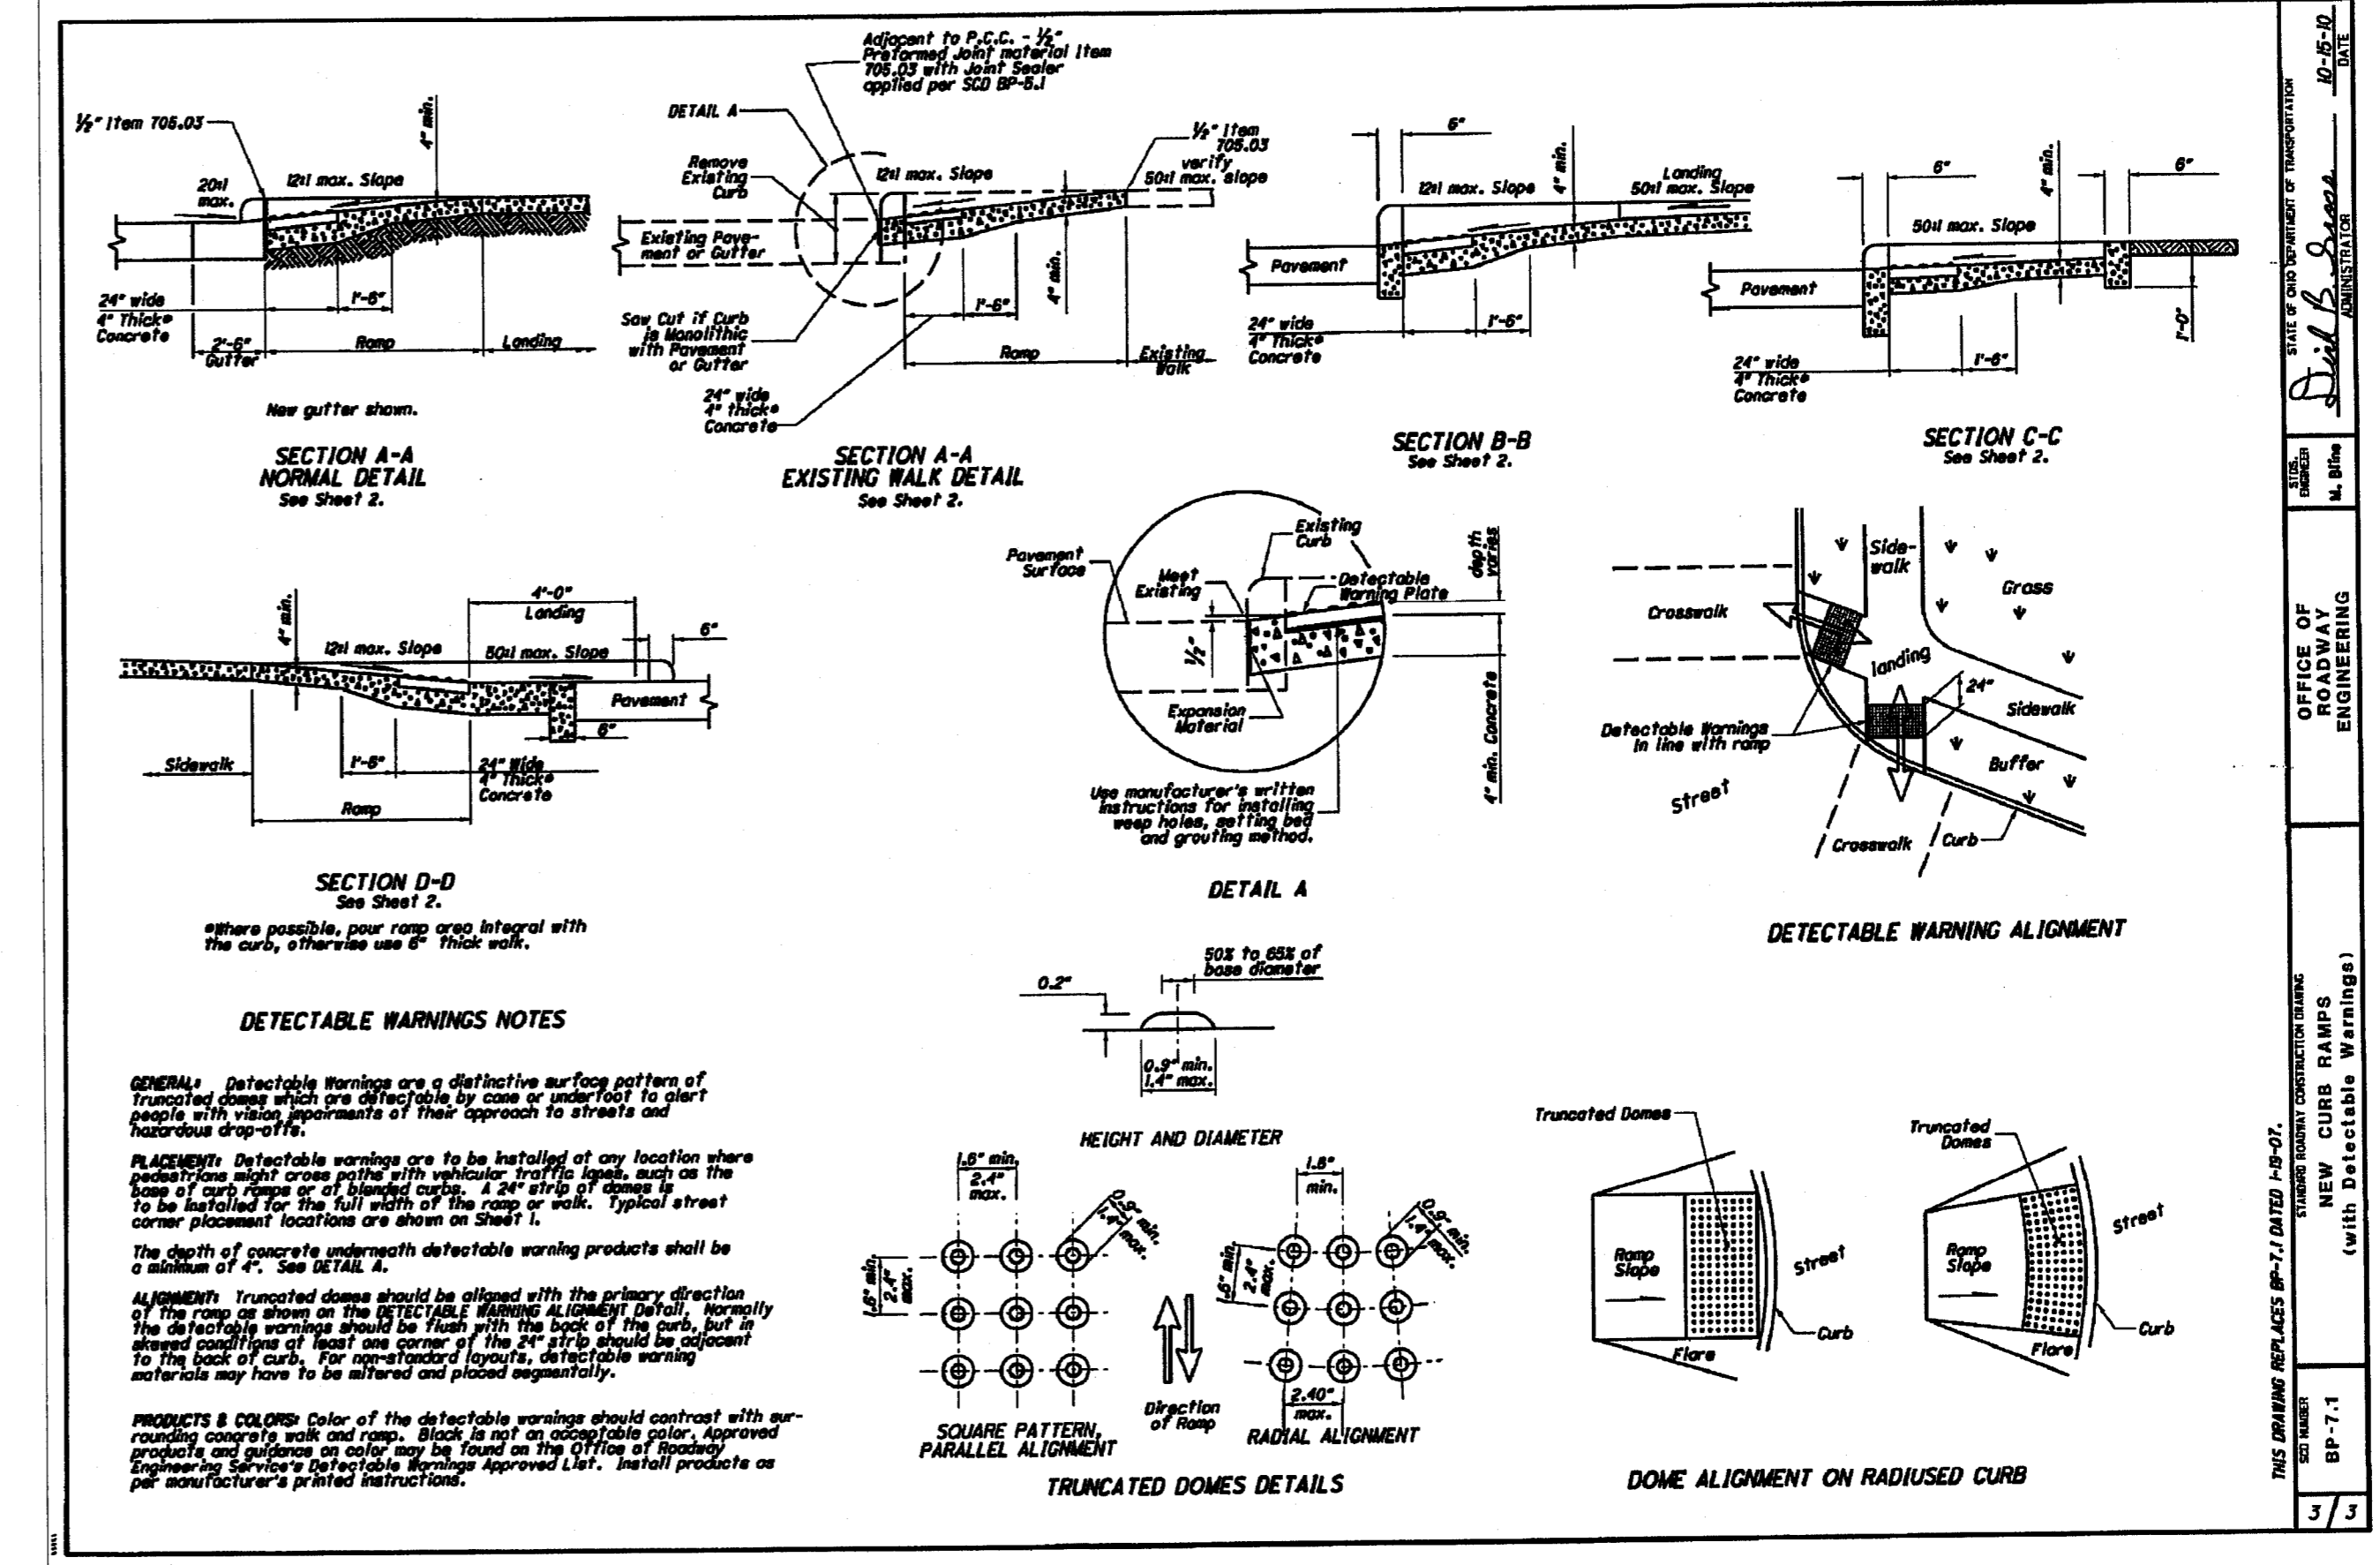 Adjacent to P.C.C. - ½"
Preformed Joint material Item
705.03 with Joint Sealer
applied per SCD BP-5.1
½" Item 705.03
20:1
max.
12:1 max. Slope
4" min.
24" wide
4" Thick*
Concrete
1'-6"
2'-6"
Gutter
Ramp
Landing
New gutter shown.
SECTION A-A
NORMAL DETAIL
See Sheet 2.
DETAIL A
Remove
Existing
Curb
12:1 max. Slope
½" Item
705.03
verify
50:1 max. slope
Existing Pave-
ment or Gutter
Saw Cut if Curb
is Monolithic
with Pavement
or Gutter
1'-6"
4" min.
Ramp
Existing
Walk
24" wide
4" thick*
Concrete
SECTION A-A
EXISTING WALK DETAIL
See Sheet 2.
6"
12:1 max. Slope
4" min.
Landing
50:1 max. Slope
Pavement
24" wide
4" Thick*
Concrete
1'-6"
SECTION B-B
See Sheet 2.
6"
4" min.
6"
50:1 max. Slope
Pavement
1'-0"
24" wide
4" Thick*
Concrete
1'-6"
SECTION C-C
See Sheet 2.
4'-0"
Landing
4" min.
12:1 max. Slope
50:1 max. Slope
6"
Pavement
6"
Sidewalk
1'-6"
24" Wide
4" Thick*
Concrete
Ramp
SECTION D-D
See Sheet 2.
*Where possible, pour ramp area integral with
the curb, otherwise use 6" thick walk.
Existing
Curb
Pavement
Surface
Meet
Existing
Detectable
Warning Plate
depth
varies
½"
Expansion
Material
4" min. Concrete
Use manufacturer's written
instructions for installing
weep holes, setting bed
and grouting method.
DETAIL A
Side-
walk
Grass
Crosswalk
landing
24"
Sidewalk
Detectable Warnings
in line with ramp
Buffer
Street
Crosswalk
Curb
DETECTABLE WARNING ALIGNMENT
DETECTABLE WARNINGS NOTES
GENERAL: Detectable Warnings are a distinctive surface pattern of
truncated domes which are detectable by cane or underfoot to alert
people with vision impairments of their approach to streets and
hazardous drop-offs.
PLACEMENT: Detectable warnings are to be installed at any location where
pedestrians might cross paths with vehicular traffic lanes, such as the
base of curb ramps or at blended curbs. A 24" strip of domes is
to be installed for the full width of the ramp or walk. Typical street
corner placement locations are shown on Sheet 1.
The depth of concrete underneath detectable warning products shall be
a minimum of 4". See DETAIL A.
ALIGNMENT: Truncated domes should be aligned with the primary direction
of the ramp as shown on the DETECTABLE WARNING ALIGNMENT Detail. Normally
the detectable warnings should be flush with the back of the curb, but in
skewed conditions at least one corner of the 24" strip should be adjacent
to the back of curb. For non-standard layouts, detectable warning
materials may have to be mitered and placed segmentally.
PRODUCTS & COLORS: Color of the detectable warnings should contrast with sur-
rounding concrete walk and ramp. Black is not an acceptable color. Approved
products and guidance on color may be found on the Office of Roadway
Engineering Service's Detectable Warnings Approved List. Install products as
per manufacturer's printed instructions.
50% to 65% of
base diameter
0.2"
0.9" min.
1.4" max.
HEIGHT AND DIAMETER
1.6" min.
2.4"
max.
0.9" min.
1.4" max.
1.6" min.
2.4"
max.
SQUARE PATTERN,
PARALLEL ALIGNMENT
Direction
of Ramp
1.6"
min.
0.9" min.
1.4" max.
1.6" min.
2.4"
max.
2.40"
max.
RADIAL ALIGNMENT
TRUNCATED DOMES DETAILS
Truncated Domes
Ramp
Slope
Street
Curb
Flare
Truncated
Domes
Ramp
Slope
Street
Curb
Flare
DOME ALIGNMENT ON RADIUSED CURB
THIS DRAWING REPLACES BP-7.1 DATED 1-19-07.
STATE OF OHIO DEPARTMENT OF TRANSPORTATION
ADMINISTRATOR
10-15-10
DATE
STDS.
ENGINEER
M. Bline
OFFICE OF
ROADWAY
ENGINEERING
STANDARD ROADWAY CONSTRUCTION DRAWING
NEW CURB RAMPS
(with Detectable Warnings)
SCD NUMBER
BP-7.1
3/3